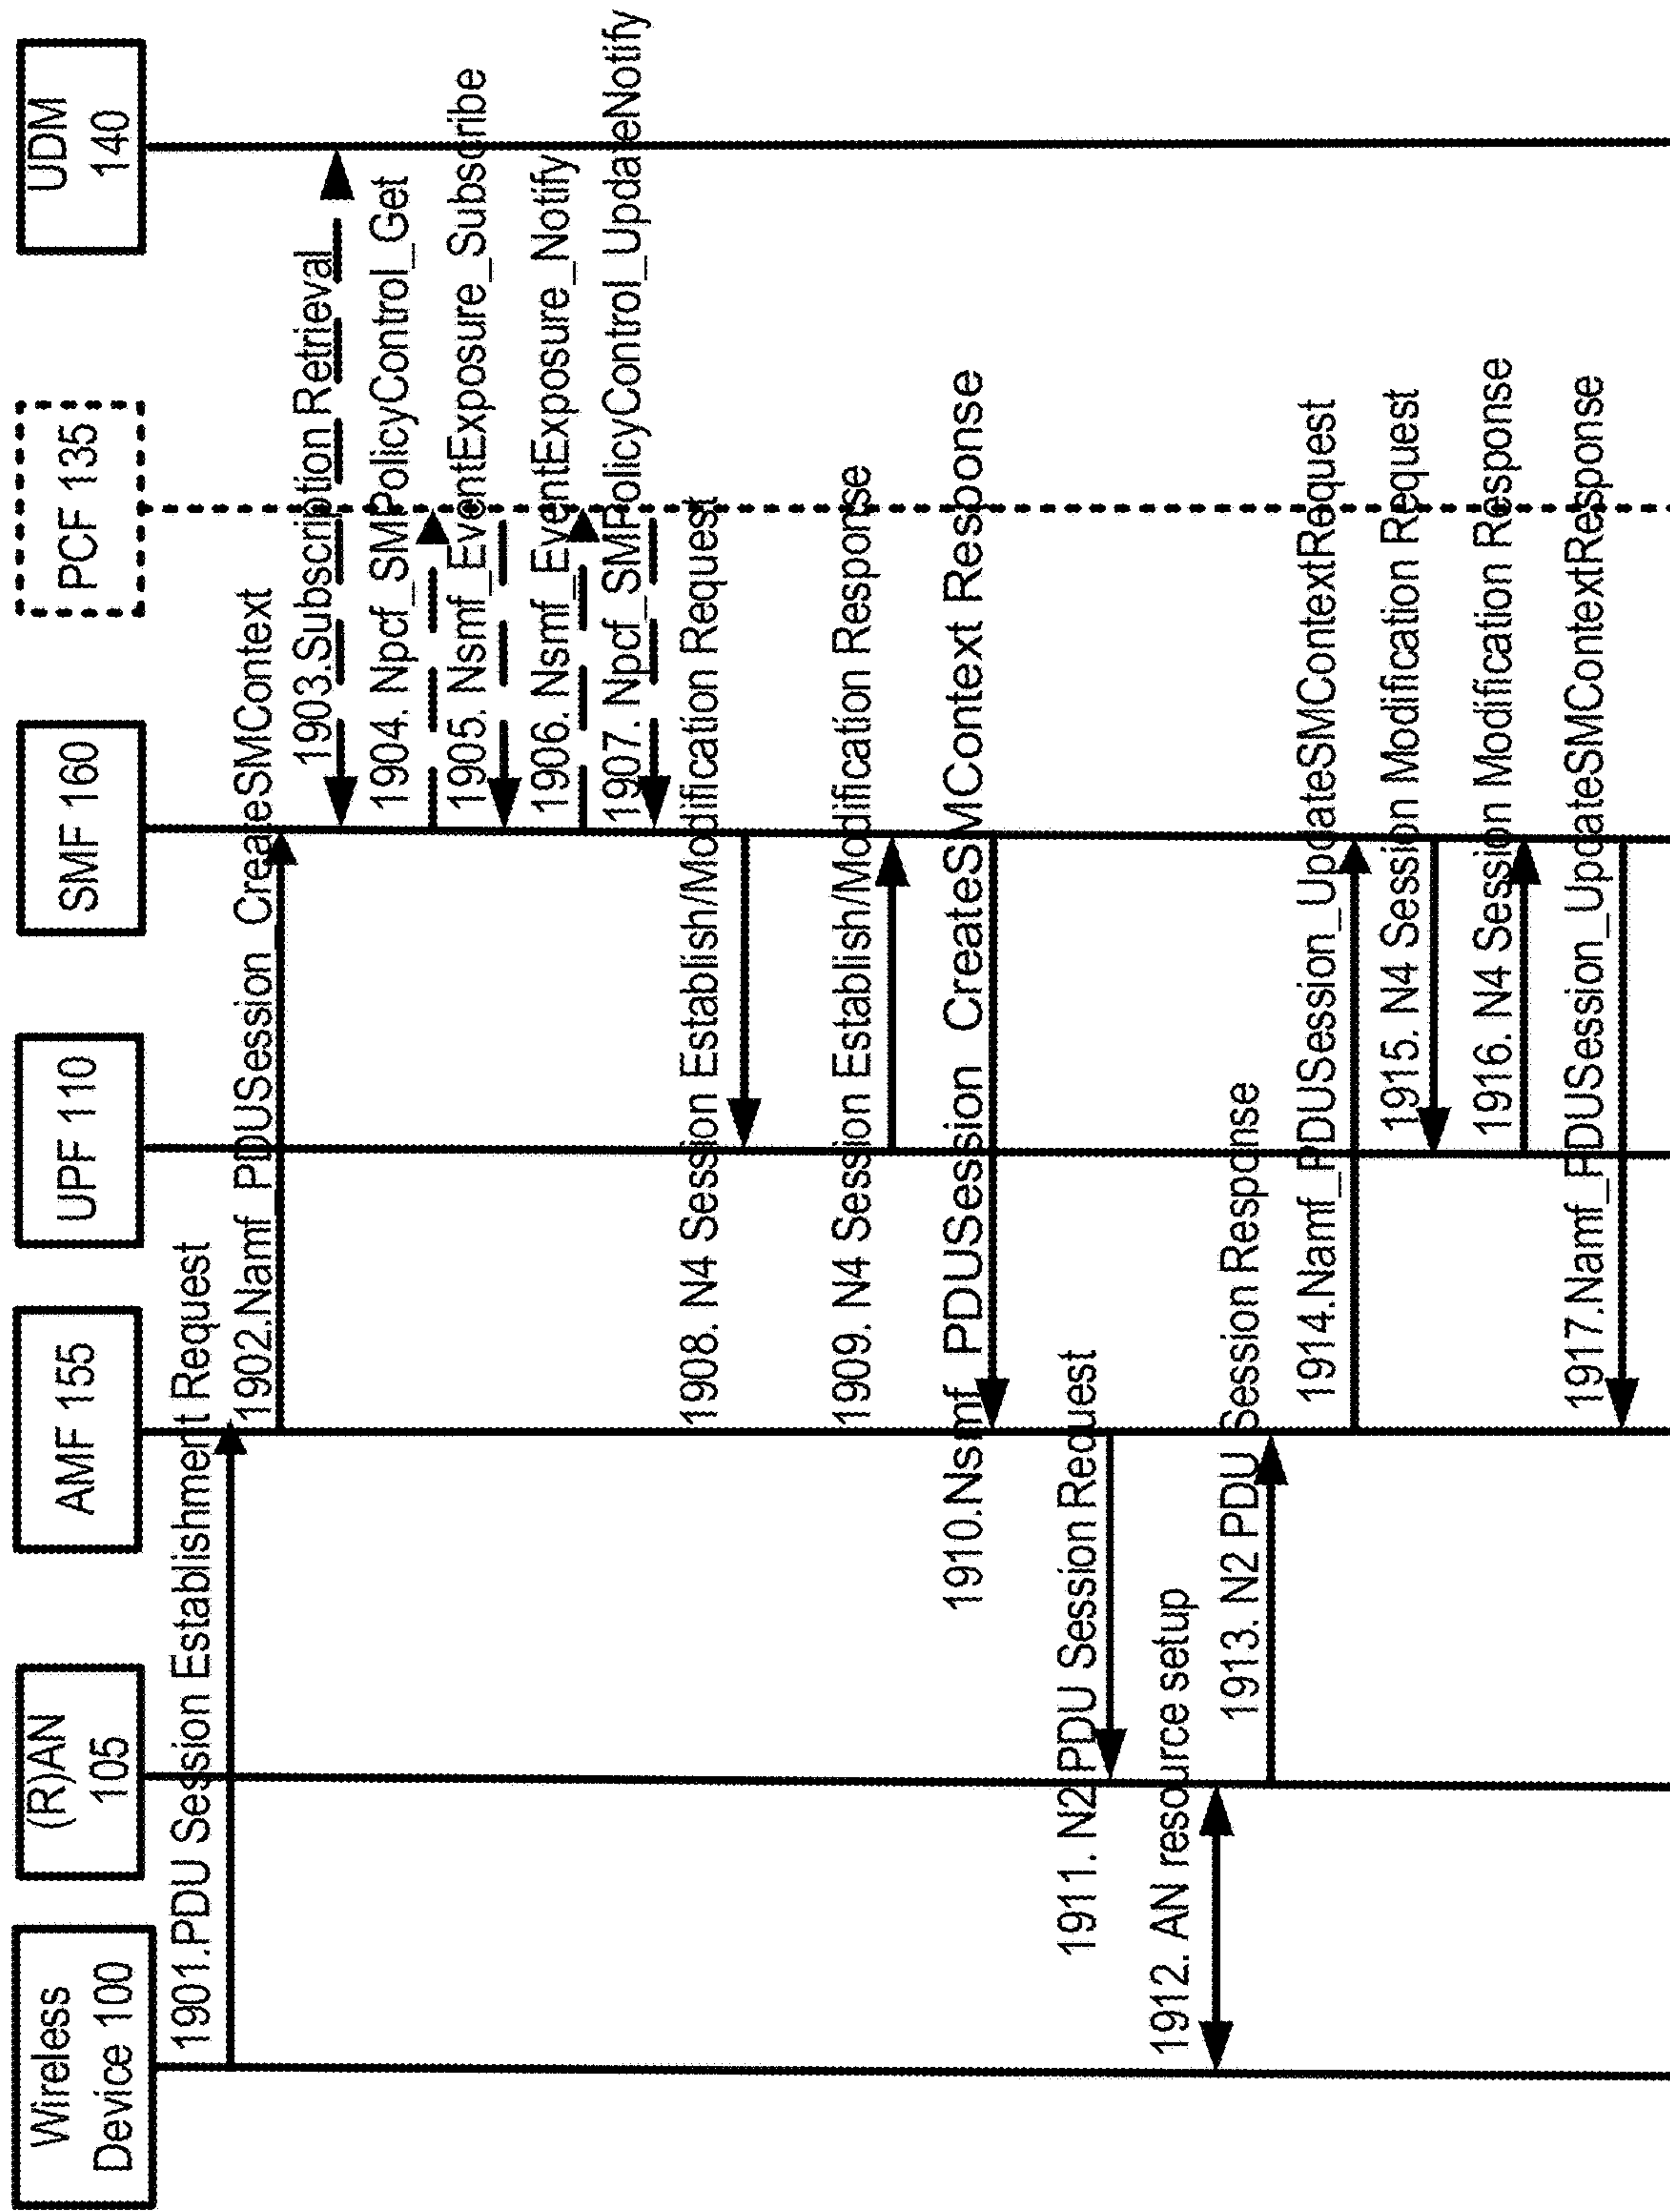 Wireless
Device 100
(R)AN
105
AMF 155
UPF 110
SMF 160
PCF 135
UDM
140
1901.PDU Session Establishment Request
1902.Namf_PDUSession_CreateSMContext
1903.Subscription Retrieval
1904. Npcf_SMPolicyControl_Get
1905. Nsmf_EventExposure_Subscribe
1906. Nsmf_EventExposure_Notify
1907. Npcf_SMPolicyControl_UpdateNotify
1908. N4 Session Establish/Modification Request
1909. N4 Session Establish/Modification Response
1910.Nsmf_PDUSession_CreateSMContext Response
1911. N2 PDU Session Request
1912. AN resource setup
1913. N2 PDU Session Response
1914.Namf_PDUSession_UpdateSMContextRequest
1915. N4 Session Modification Request
1916. N4 Session Modification Response
1917.Namf_PDUSession_UpdateSMContextResponse